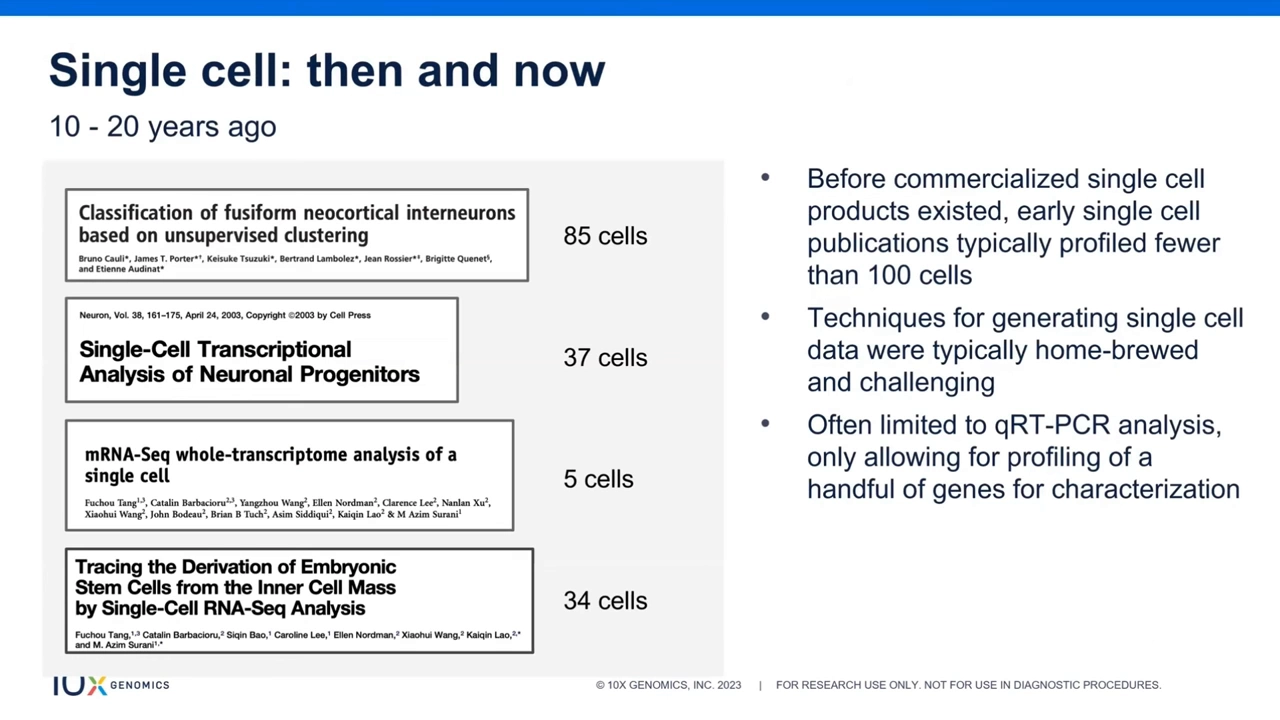 Single cell: then and now
10 - 20 years ago
Classification of fusiform neocortical interneurons
based on unsupervised clustering
Bruno Cauli*, James T. Porter*†, Keisuke Tsuzuki*, Bertrand Lambolez*, Jean Rossier*‡, Brigitte Quenet§,
and Etienne Audinat*
85 cells
Neuron, Vol. 38, 161–175, April 24, 2003, Copyright ©2003 by Cell Press
Single-Cell Transcriptional
Analysis of Neuronal Progenitors
37 cells
mRNA-Seq whole-transcriptome analysis of a
single cell
Fuchou Tang1,3, Catalin Barbacioru2,3, Yangzhou Wang2, Ellen Nordman2, Clarence Lee2, Nanlan Xu2,
Xiaohui Wang2, John Bodeau2, Brian B Tuch2, Asim Siddiqui2, Kaiqin Lao2 & M Azim Surani1
5 cells
Tracing the Derivation of Embryonic
Stem Cells from the Inner Cell Mass
by Single-Cell RNA-Seq Analysis
Fuchou Tang,1,3 Catalin Barbacioru,2 Siqin Bao,1 Caroline Lee,1 Ellen Nordman,2 Xiaohui Wang,2 Kaiqin Lao,2,*
and M. Azim Surani1,*
34 cells
• Before commercialized single cell
products existed, early single cell
publications typically profiled fewer
than 100 cells
• Techniques for generating single cell
data were typically home-brewed
and challenging
• Often limited to qRT-PCR analysis,
only allowing for profiling of a
handful of genes for characterization
10X GENOMICS
© 10X GENOMICS, INC. 2023 | FOR RESEARCH USE ONLY. NOT FOR USE IN DIAGNOSTIC PROCEDURES.